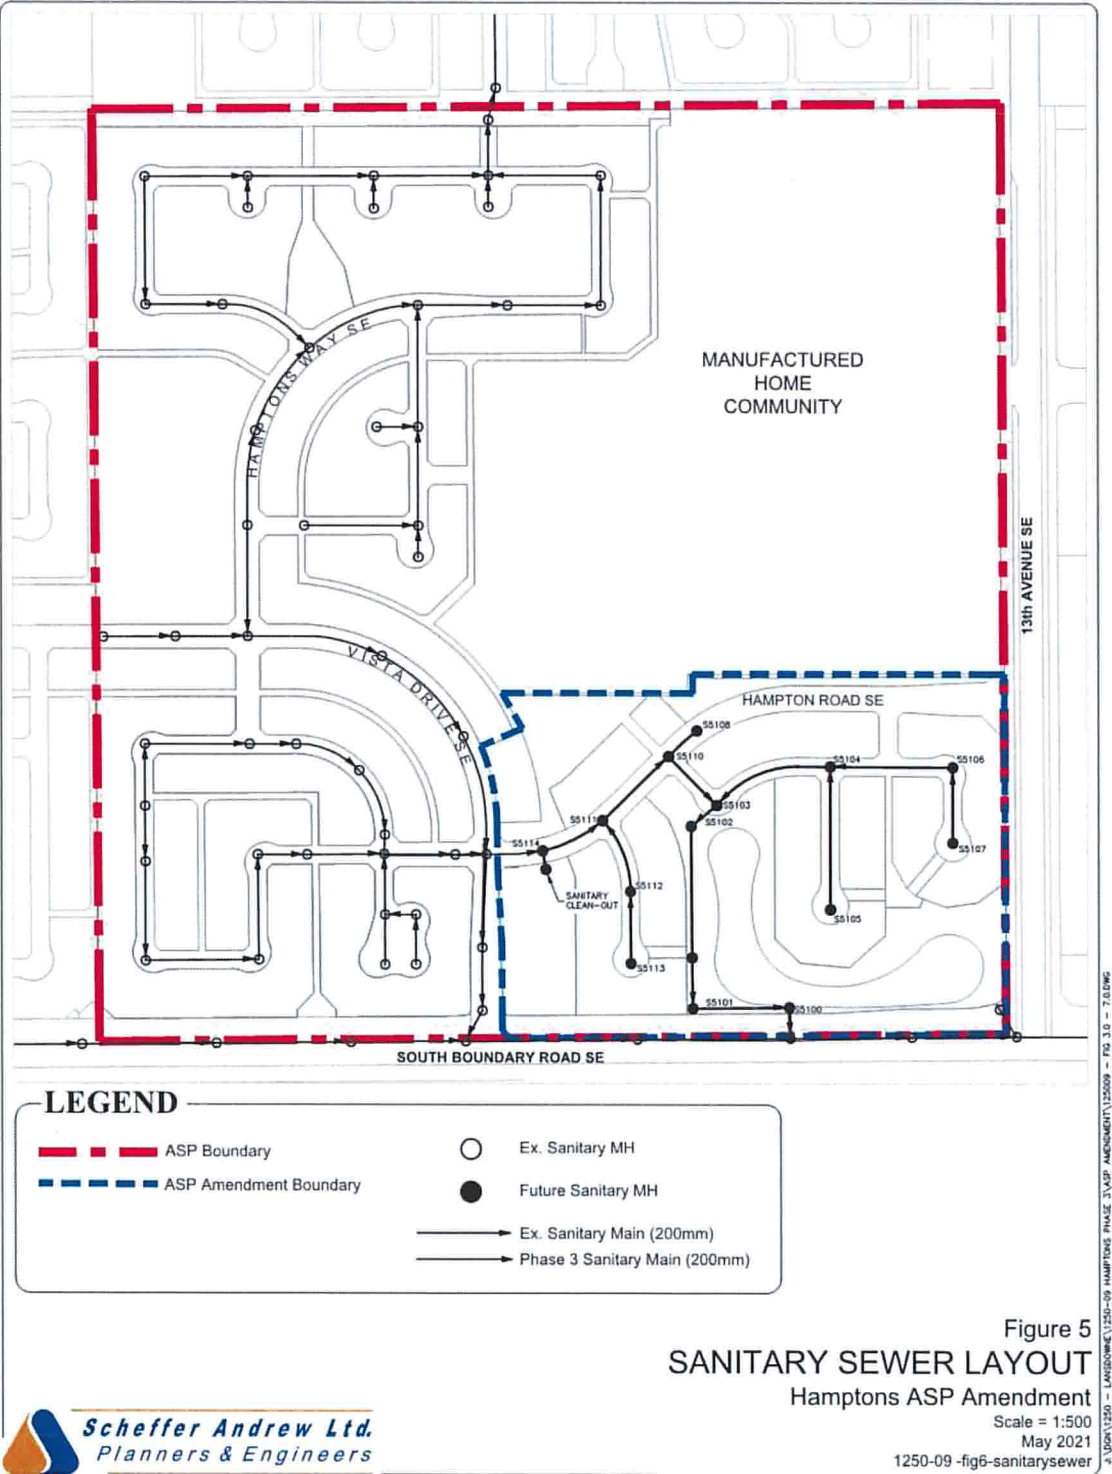 HAMPTONS WAY SE
MANUFACTURED
HOME
COMMUNITY
13th AVENUE SE
VISTA DRIVE SE
HAMPTON ROAD SE
S5108
S5110
S5104
S5106
S5103
S5102
S5111
S5114
S5107
SANITARY
CLEAN-OUT
S5112
S5105
S5113
S5101
S5100
SOUTH BOUNDARY ROAD SE
LEGEND
ASP Boundary
ASP Amendment Boundary
Ex. Sanitary MH
Future Sanitary MH
Ex. Sanitary Main (200mm)
Phase 3 Sanitary Main (200mm)
Figure 5
SANITARY SEWER LAYOUT
Hamptons ASP Amendment
Scale = 1:500
May 2021
1250-09 -fig6-sanitarysewer
Scheffer Andrew Ltd.
Planners & Engineers